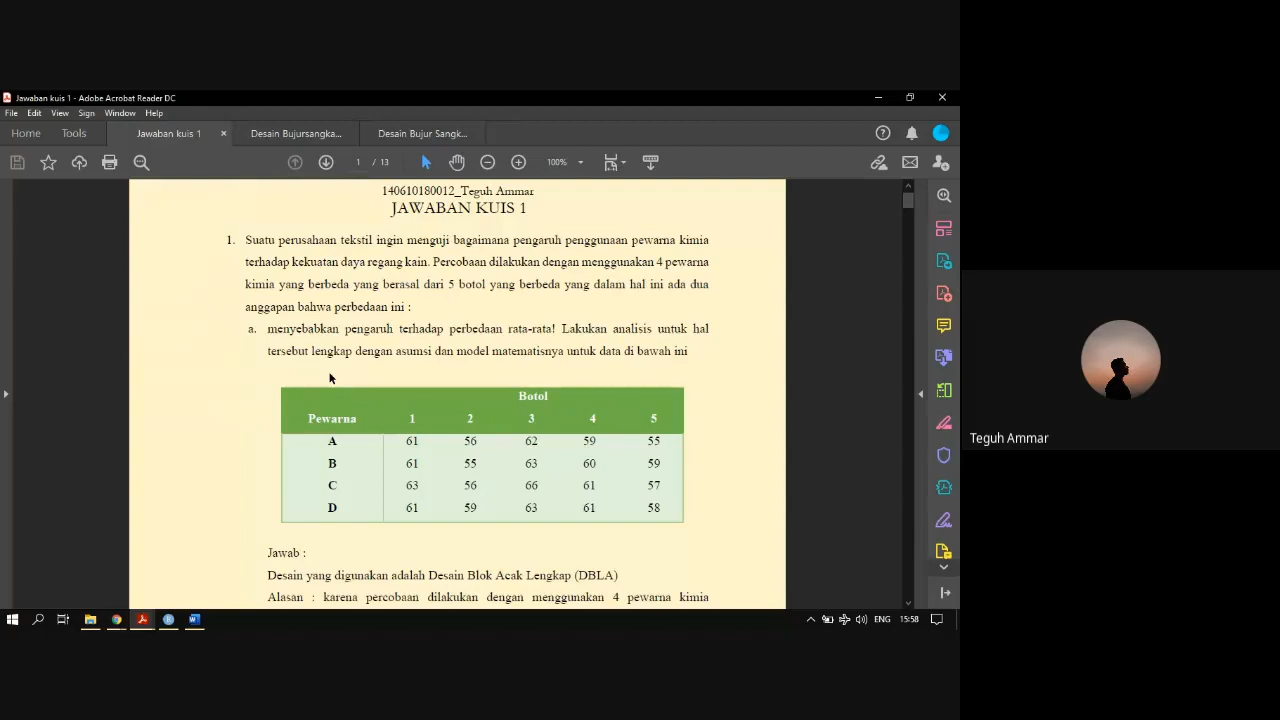 Jawaban kuis 1 - Adobe Acrobat Reader DC
File Edit View Sign Window Help
Home Tools Jawaban kuis 1 × Desain Bujursangka... Desain Bujur Sangk...
1 / 13 100%
140610180012_Teguh Ammar
JAWABAN KUIS 1
1. Suatu perusahaan tekstil ingin menguji bagaimana pengaruh penggunaan pewarna kimia
terhadap kekuatan daya regang kain. Percobaan dilakukan dengan menggunakan 4 pewarna
kimia yang berbeda yang berasal dari 5 botol yang berbeda yang dalam hal ini ada dua
anggapan bahwa perbedaan ini :
a. menyebabkan pengaruh terhadap perbedaan rata-rata! Lakukan analisis untuk hal
tersebut lengkap dengan asumsi dan model matematisnya untuk data di bawah ini
Botol
Pewarna 1 2 3 4 5
A 61 56 62 59 55
B 61 55 63 60 59
C 63 56 66 61 57
D 61 59 63 61 58
Jawab :
Desain yang digunakan adalah Desain Blok Acak Lengkap (DBLA)
Alasan : karena percobaan dilakukan dengan menggunakan 4 pewarna kimia
ENG 15:58
Teguh Ammar